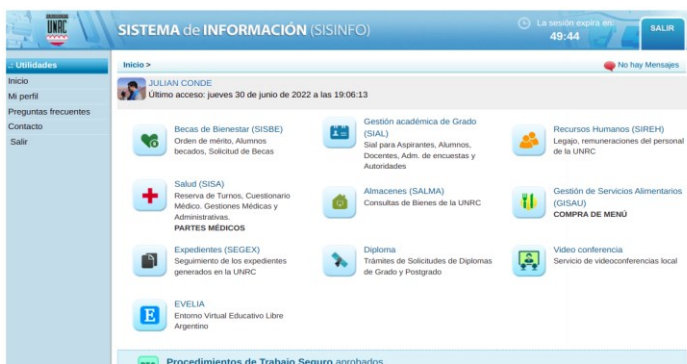 UNRC
SISTEMA de INFORMACIÓN (SISINFO)
La sesión expira en:
49:44
SALIR
.: Utilidades
Inicio
Mi perfil
Preguntas frecuentes
Contacto
Salir
Inicio >
No hay Mensajes
JULIAN CONDE
Último acceso: jueves 30 de junio de 2022 a las 19:06:13
Becas de Bienestar (SISBE)
Orden de mérito, Alumnos
becados, Solicitud de Becas
Gestión académica de Grado
(SIAL)
Sial para Aspirantes, Alumnos,
Docentes, Adm. de encuestas y
Autoridades
Recursos Humanos (SIREH)
Legajo, remuneraciones del personal
de la UNRC
Salud (SISA)
Reserva de Turnos, Cuestionario
Médico. Gestiones Médicas y
Administrativas.
PARTES MÉDICOS
Almacenes (SALMA)
Consultas de Bienes de la UNRC
Gestión de Servicios Alimentarios
(GISAU)
COMPRA DE MENÚ
Expedientes (SEGEX)
Seguimiento de los expedientes
generados en la UNRC
Diploma
Trámites de Solicitudes de Diplomas
de Grado y Postgrado
Video conferencia
Servicio de videoconferencias local
E
EVELIA
Entorno Virtual Educativo Libre
Argentino
Procedimientos de Trabajo Seguro aprobados